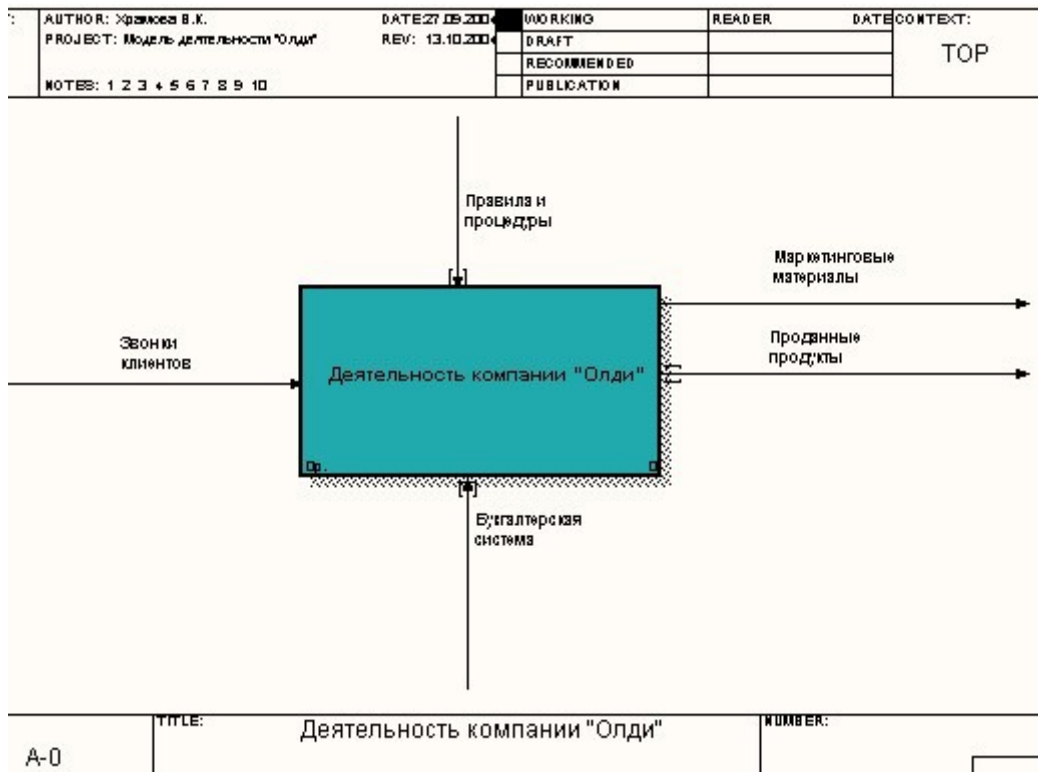 AUTHOR: Храмова В.К.
DATE: 27.09.200
WORKING
READER
DATE
CONTEXT:
PROJECT: Модель деятельности "Олди"
REV: 13.10.200
DRAFT
TOP
RECOMMENDED
NOTES: 1 2 3 4 5 6 7 8 9 10
PUBLICATION
Правила и
процедуры
Маркетинговые
материалы
Звонки
клиентов
Проданные
продукты
Деятельность компании "Олди"
0р.
0
Бухгалтерская
система
TITLE:
Деятельность компании "Олди"
NUMBER:
A-0